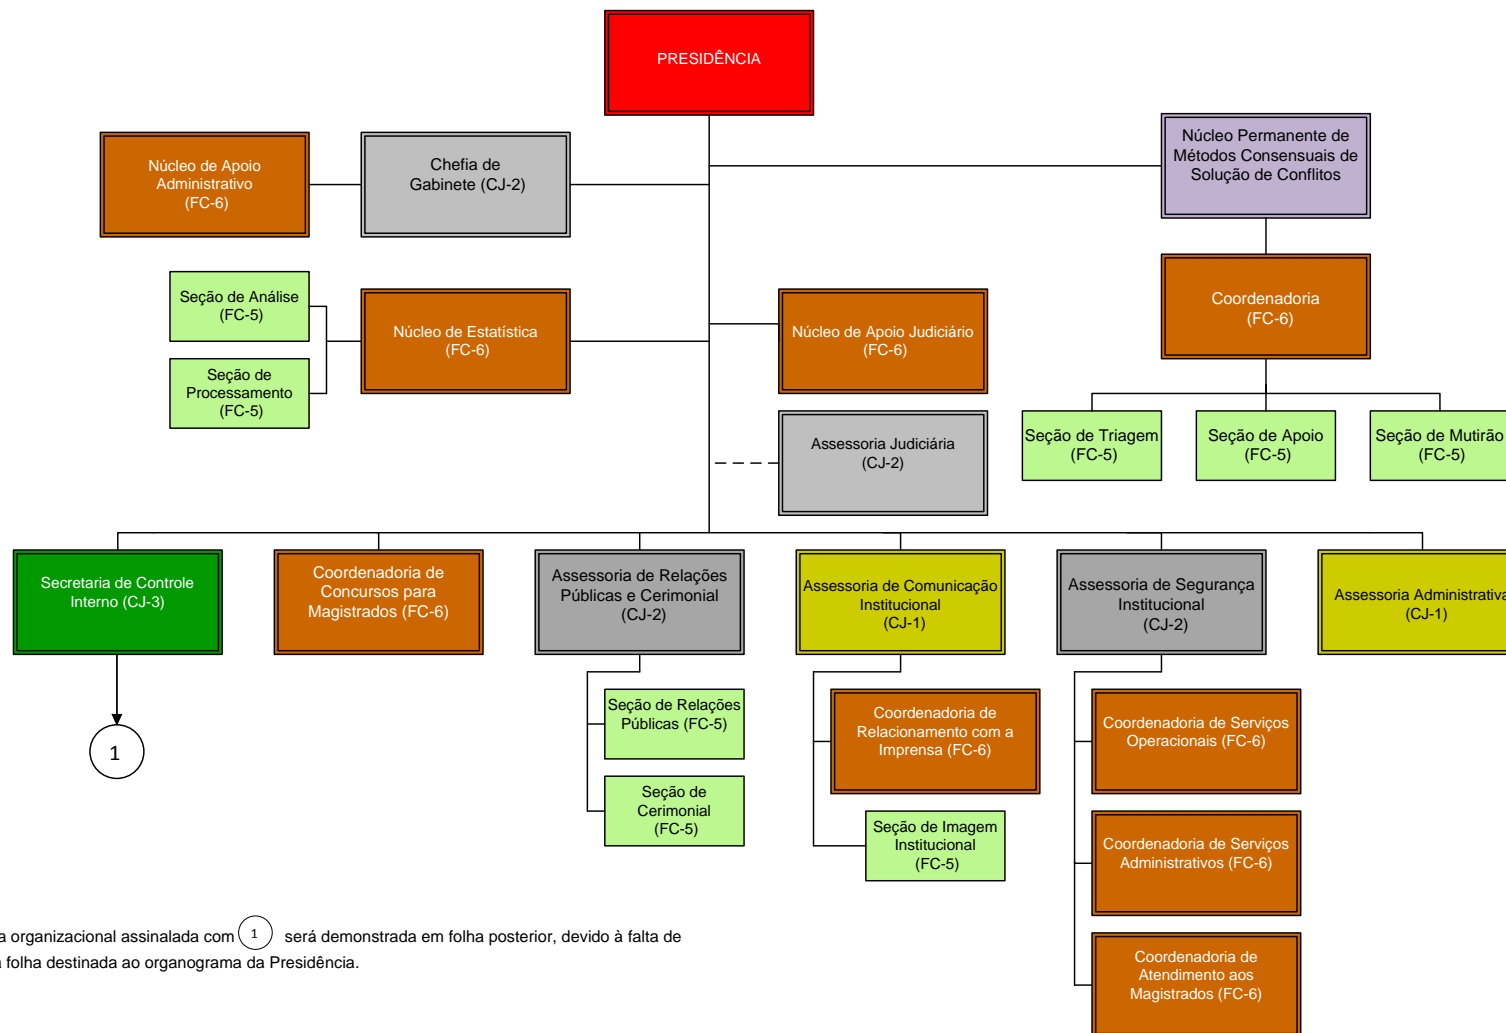 PRESIDÊNCIA
Núcleo de Apoio
Administrativo
(FC-6)
Chefia de
Gabinete (CJ-2)
Núcleo Permanente de
Métodos Consensuais de
Solução de Conflitos
Seção de Análise
(FC-5)
Seção de
Processamento
(FC-5)
Núcleo de Estatística
(FC-6)
Núcleo de Apoio Judiciário
(FC-6)
Coordenadoria
(FC-6)
Assessoria Judiciária
(CJ-2)
Seção de Triagem
(FC-5)
Seção de Apoio
(FC-5)
Seção de Mutirão
(FC-5)
Secretaria de Controle
Interno (CJ-3)
Coordenadoria de
Concursos para
Magistrados (FC-6)
Assessoria de Relações
Públicas e Cerimonial
(CJ-2)
Assessoria de Comunicação
Institucional
(CJ-1)
Assessoria de Segurança
Institucional
(CJ-2)
Assessoria Administrativa
(CJ-1)
1
Seção de Relações
Públicas (FC-5)
Seção de
Cerimonial
(FC-5)
Coordenadoria de
Relacionamento com a
Imprensa (FC-6)
Seção de Imagem
Institucional
(FC-5)
Coordenadoria de Serviços
Operacionais (FC-6)
Coordenadoria de Serviços
Administrativos (FC-6)
Coordenadoria de
Atendimento aos
Magistrados (FC-6)
a organizacional assinalada com 1 será demonstrada em folha posterior, devido à falta de
a folha destinada ao organograma da Presidência.